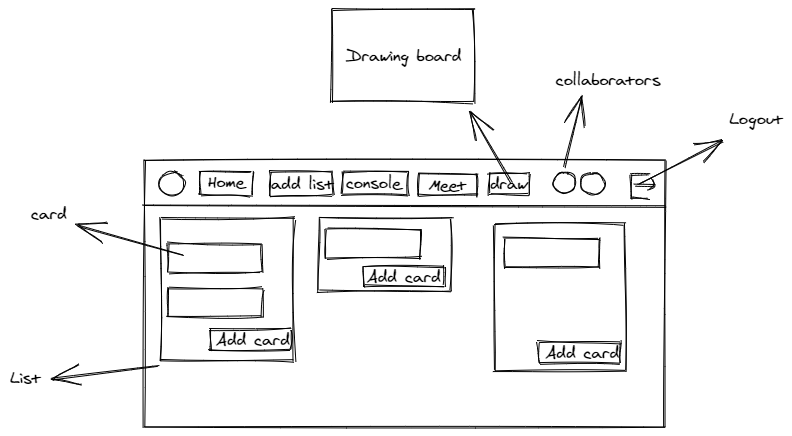 Drawing board
collaborators
Logout
Home
add list
console
Meet
draw
card
Add card
Add card
Add card
List